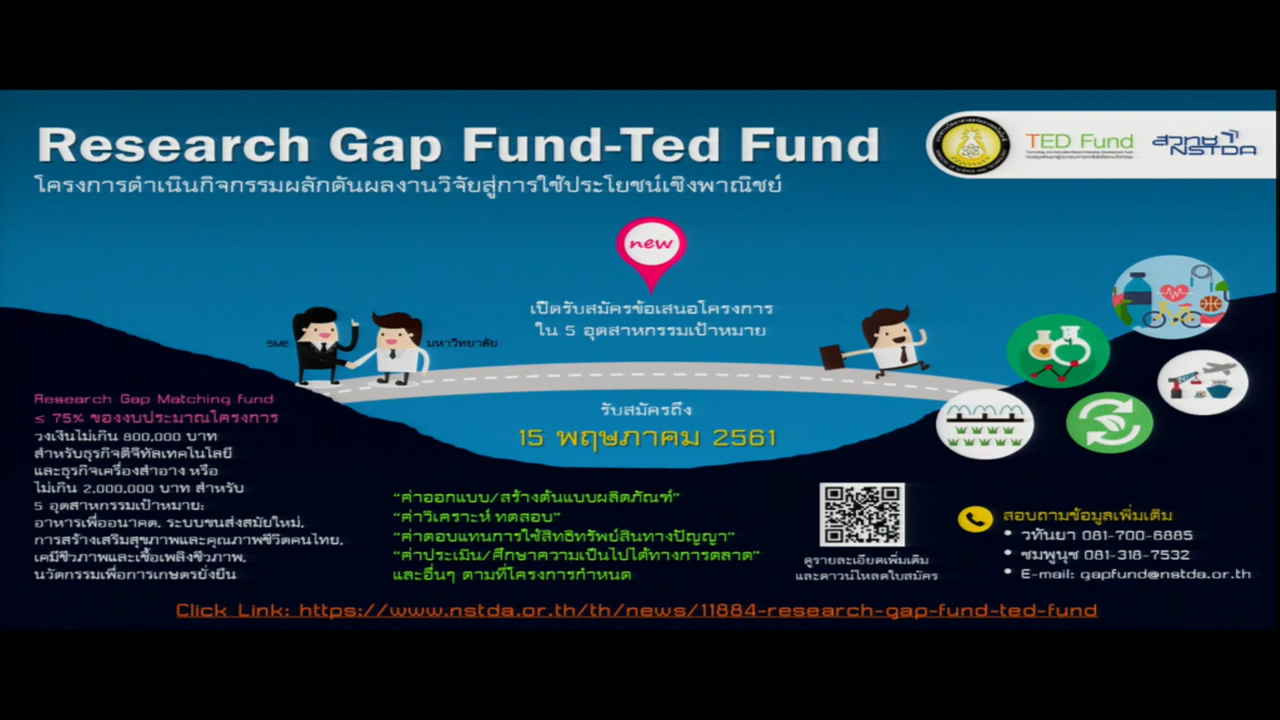 Research Gap Fund-Ted Fund
โครงการดำเนินกิจกรรมผลักดันผลงานวิจัยสู่การใช้ประโยชน์เชิงพาณิชย์
TED Fund
สวทช
NSTDA
new
เปิดรับสมัครข้อเสนอโครงการ
ใน 5 อุตสาหกรรมเป้าหมาย
SME
มหาวิทยาลัย
รับสมัครถึง
15 พฤษภาคม 2561
Research Gap Matching fund
≤ 75% ของงบประมาณโครงการ
วงเงินไม่เกิน 800,000 บาท
สำหรับธุรกิจดิจิทัลเทคโนโลยี
และธุรกิจเครื่องสำอาง หรือ
ไม่เกิน 2,000,000 บาท สำหรับ
5 อุตสาหกรรมเป้าหมาย:
อาหารเพื่ออนาคต, ระบบขนส่งสมัยใหม่,
การสร้างเสริมสุขภาพและคุณภาพชีวิตคนไทย,
เคมีชีวภาพและเชื้อเพลิงชีวภาพ,
นวัตกรรมเพื่อการเกษตรยั่งยืน
“ค่าออกแบบ/สร้างต้นแบบผลิตภัณฑ์”
“ค่าวิเคราะห์ ทดสอบ”
“ค่าตอบแทนการใช้สิทธิทรัพย์สินทางปัญญา”
“ค่าประเมิน/ศึกษาความเป็นไปได้ทางการตลาด”
และอื่นๆ ตามที่โครงการกำหนด
ดูรายละเอียดเพิ่มเติม
และดาวน์โหลดใบสมัคร
สอบถามข้อมูลเพิ่มเติม
• วทันยา 081-700-6885
• ชมพูนุช 081-318-7532
• E-mail: gapfund@nstda.or.th
Click Link: https://www.nstda.or.th/th/news/11884-research-gap-fund-ted-fund